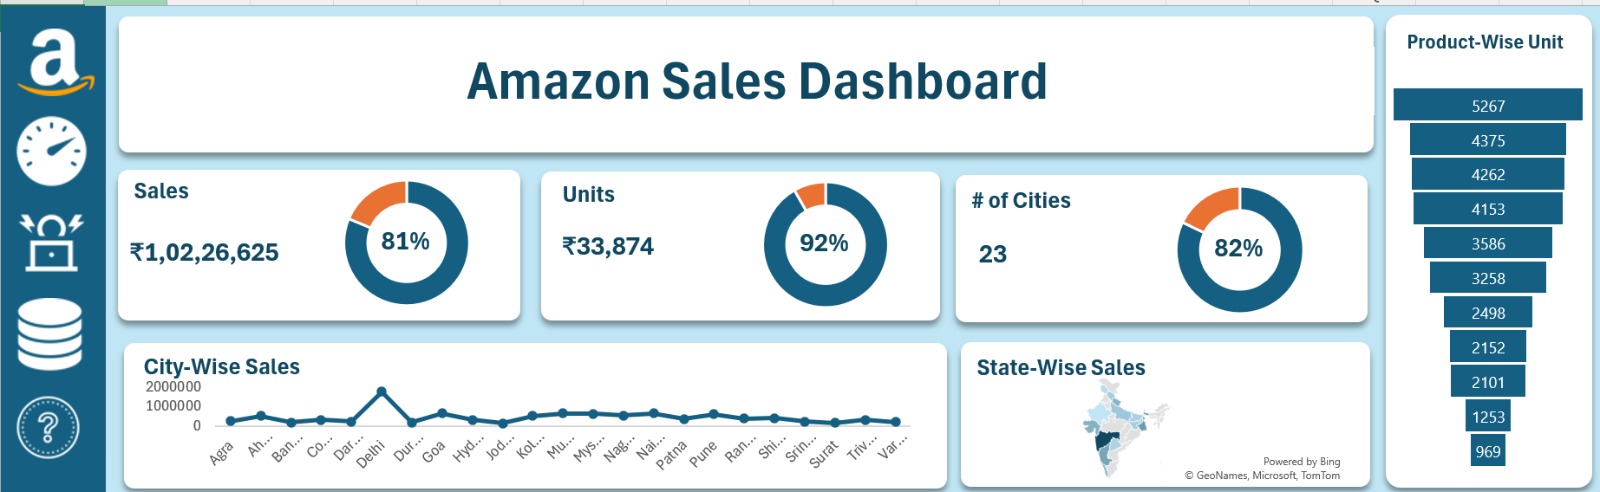 a
Amazon Sales Dashboard
Product-Wise Unit
5267
4375
4262
4153
3586
3258
2498
2152
2101
1253
969
Sales
₹1,02,26,625
81%
Units
₹33,874
92%
# of Cities
23
82%
City-Wise Sales
2000000
1000000
0
Agra
Ah...
Ban...
Co...
Dar...
Delhi
Dur...
Goa
Hyd...
Jod...
Kol...
Mu...
Mys...
Nag...
Nai...
Patna
Pune
Ran...
Shi...
Srin...
Surat
Triv...
Var...
State-Wise Sales
Powered by Bing
© GeoNames, Microsoft, TomTom
?